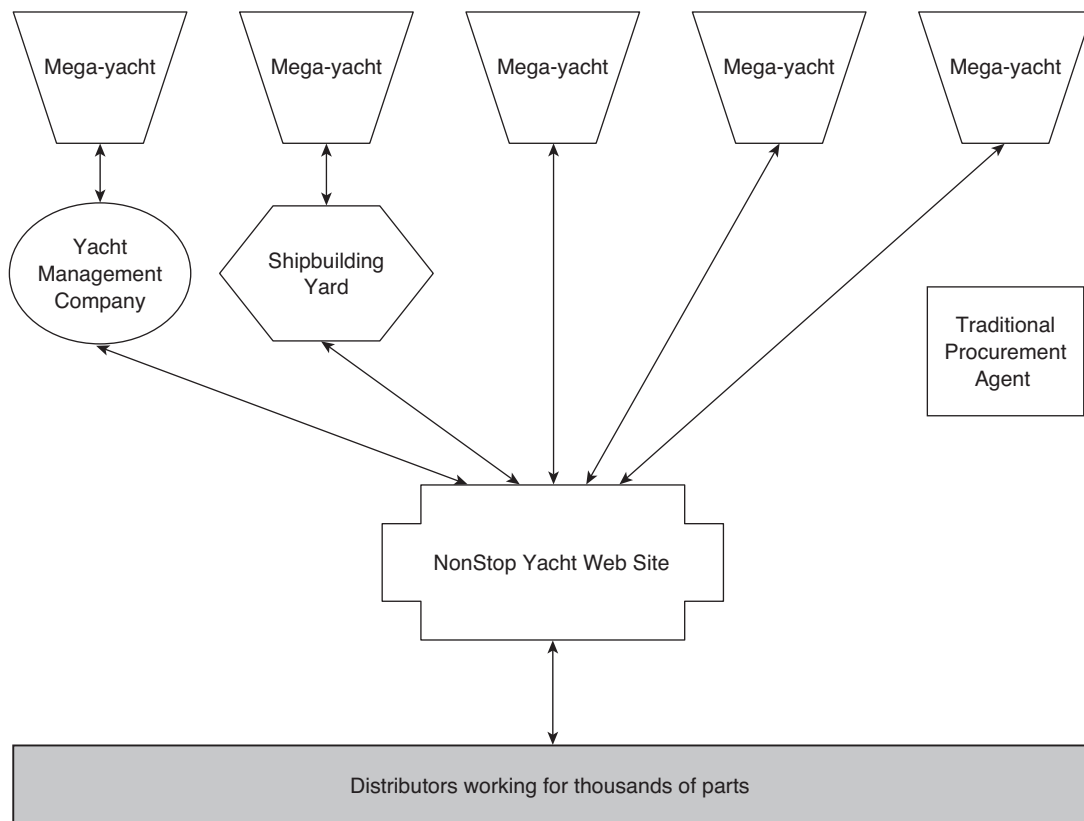 Mega-yacht
Mega-yacht
Mega-yacht
Mega-yacht
Mega-yacht
Yacht
Management
Company
Shipbuilding
Yard
Traditional
Procurement
Agent
NonStop Yacht Web Site
Distributors working for thousands of parts